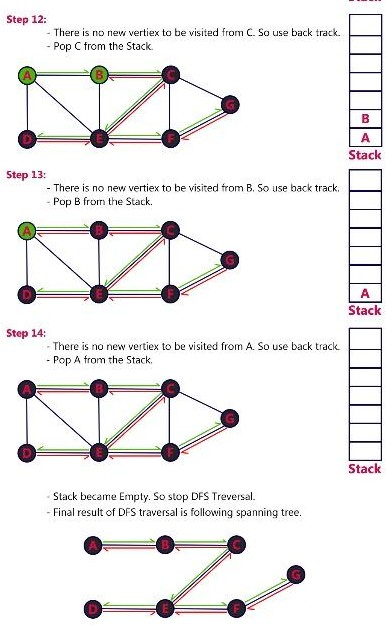 Stack
Step 12:
- There is no new vertiex to be visited from C. So use back track.
- Pop C from the Stack.
A B C
G
D E F
B
A
Stack
Step 13:
- There is no new vertiex to be visited from B. So use back track.
- Pop B from the Stack.
A B C
G
D E F
A
Stack
Step 14:
- There is no new vertiex to be visited from A. So use back track.
- Pop A from the Stack.
A B C
G
D E F
Stack
- Stack became Empty. So stop DFS Treversal.
- Final result of DFS traversal is following spanning tree.
A B C
G
D E F